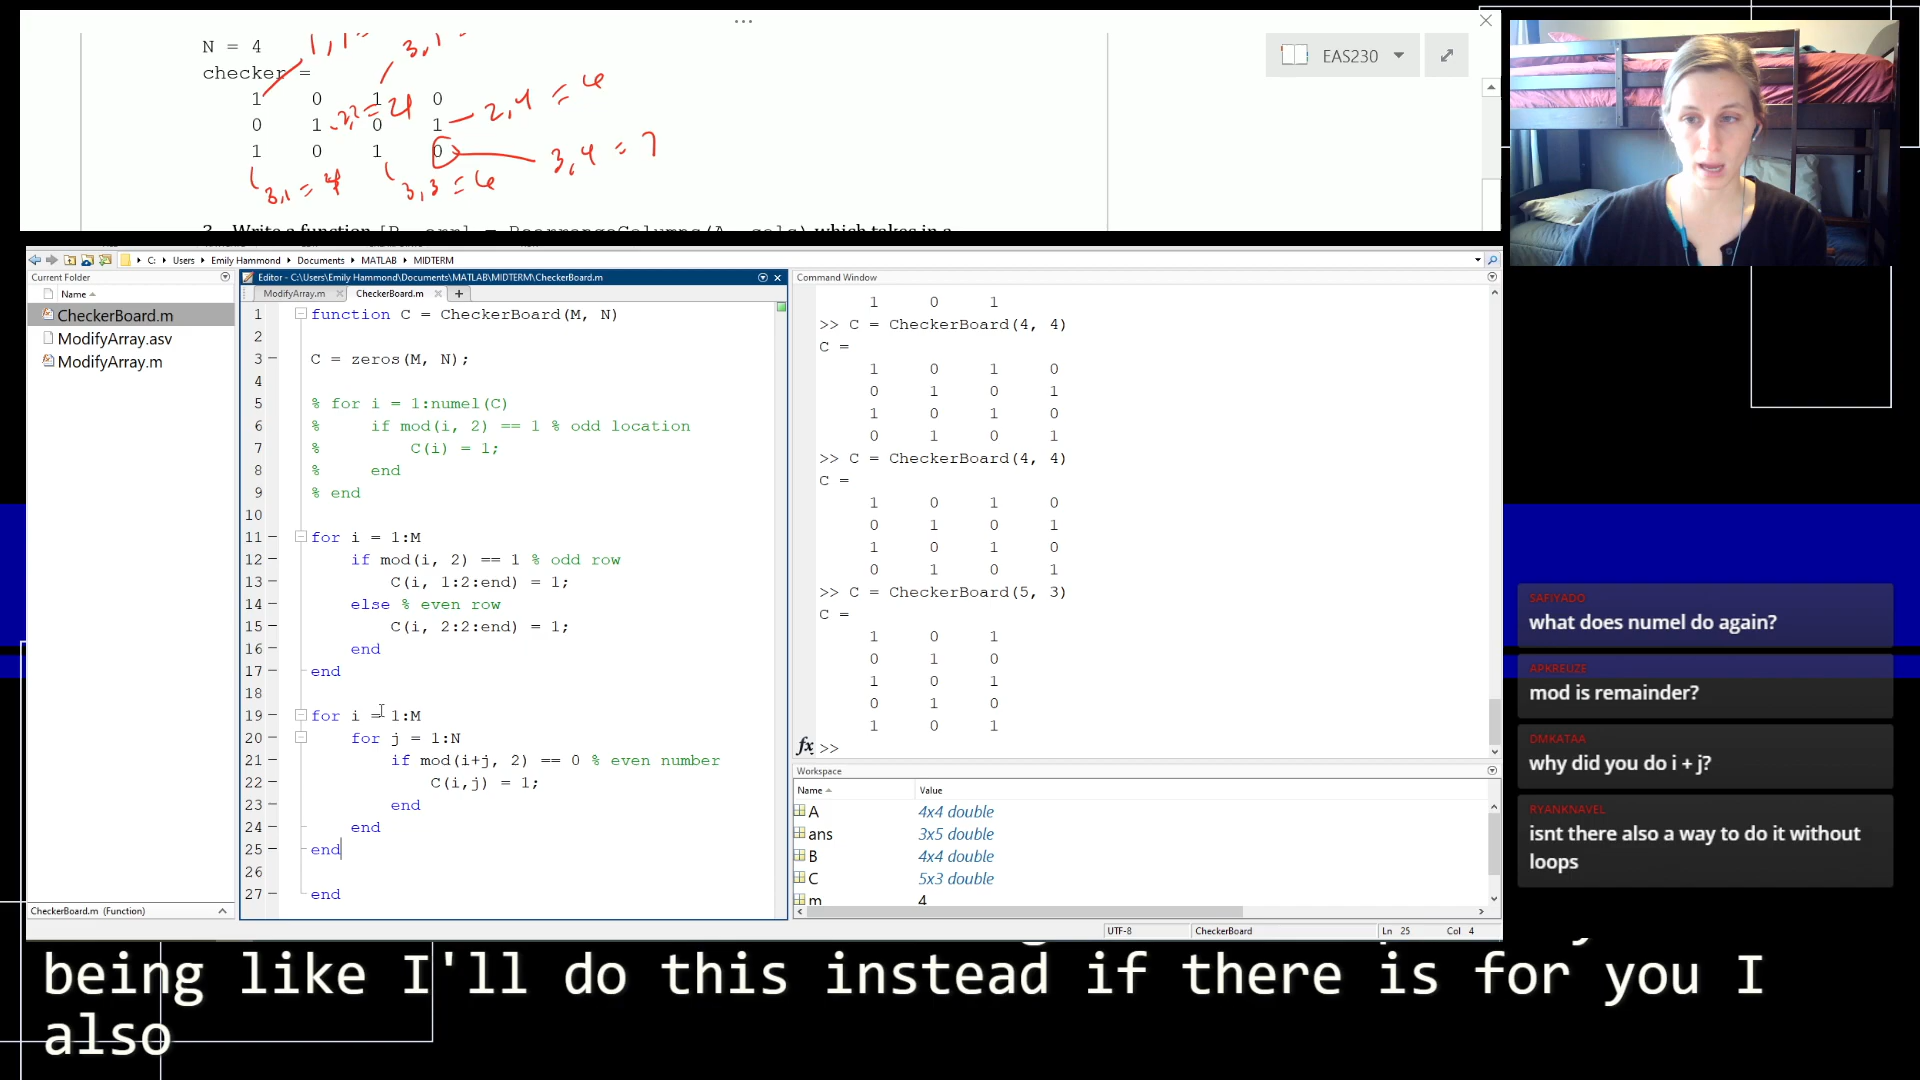 N = 4
checker =
1 0 1 0
0 1 0 1
1 0 1 0
2,4 = 6
3,4 = 7
3,1 = 4
3,3 = 6
EAS230
C: Users Emily Hammond Documents MATLAB MIDTERM
Current Folder
Name
CheckerBoard.m
ModifyArray.asv
ModifyArray.m
CheckerBoard.m (Function)
Editor - C:\Users\Emily Hammond\Documents\MATLAB\MIDTERM\CheckerBoard.m
ModifyArray.m CheckerBoard.m
1 function C = CheckerBoard(M, N)
2
3 C = zeros(M, N);
4
5 % for i = 1:numel(C)
6 % if mod(i, 2) == 1 % odd location
7 % C(i) = 1;
8 % end
9 % end
10
11 for i = 1:M
12 if mod(i, 2) == 1 % odd row
13 C(i, 1:2:end) = 1;
14 else % even row
15 C(i, 2:2:end) = 1;
16 end
17 end
18
19 for i = 1:M
20 for j = 1:N
21 if mod(i+j, 2) == 0 % even number
22 C(i,j) = 1;
23 end
24 end
25 end
26
27 end
Command Window
1 0 1
>> C = CheckerBoard(4, 4)
C =
1 0 1 0
0 1 0 1
1 0 1 0
0 1 0 1
>> C = CheckerBoard(4, 4)
C =
1 0 1 0
0 1 0 1
1 0 1 0
0 1 0 1
>> C = CheckerBoard(5, 3)
C =
1 0 1
0 1 0
1 0 1
0 1 0
1 0 1
fx >>
Workspace
Name Value
A 4x4 double
ans 3x5 double
B 4x4 double
C 5x3 double
m 4
UTF-8 CheckerBoard Ln 25 Col 4
SAFIYADO
what does numel do again?
APKREUZE
mod is remainder?
DMKATAA
why did you do i + j?
RYANKNAVEL
isnt there also a way to do it without
loops
being like I'll do this instead if there is for you I
also